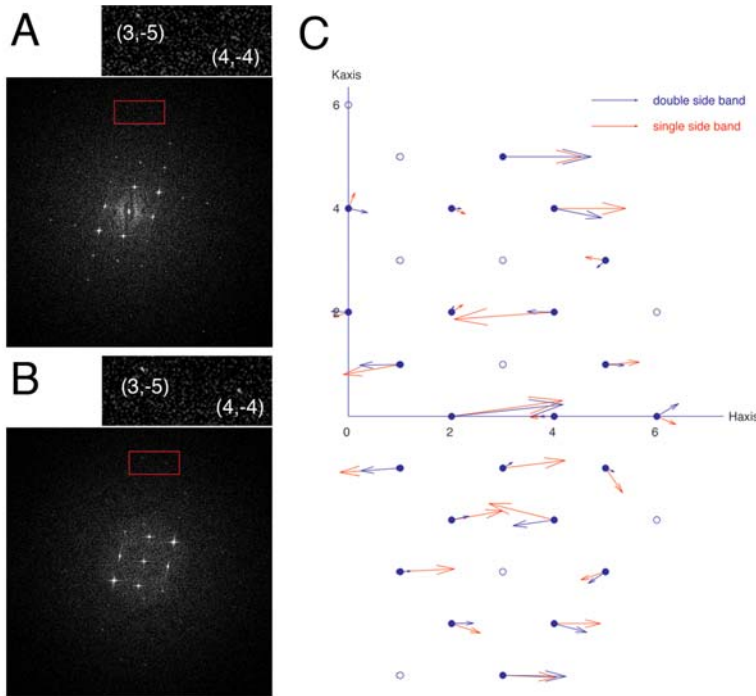 A
(3,-5)
(4,-4)
B
(3,-5)
(4,-4)
C
Kaxis
double side band
single side band
6
4
2
0
2
4
6
Haxis